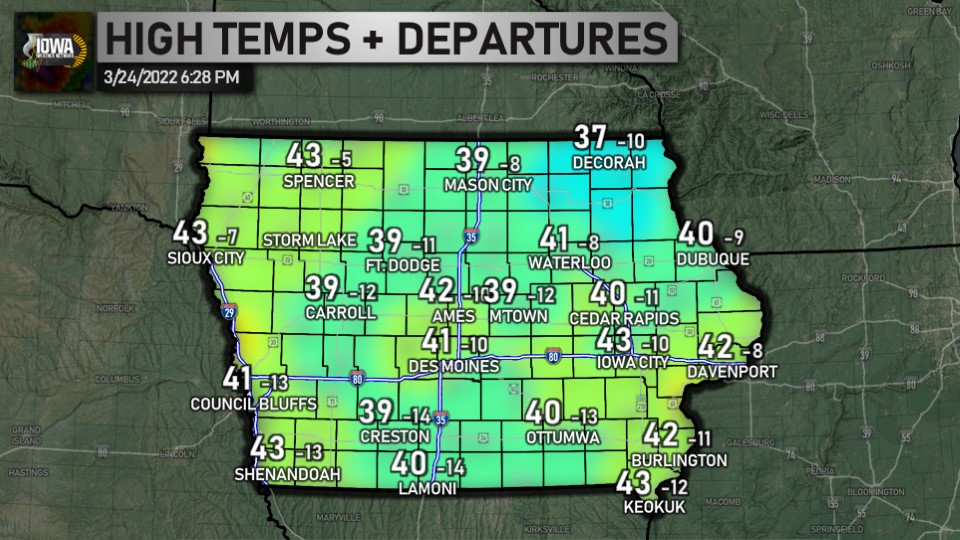 IOWA
WEATHER NETWORK
HIGH TEMPS + DEPARTURES
3/24/2022 6:28 PM
GREEN BAY
OSHKOSH
WINONA
ROCHESTER
LA CROSSE
MITCHELL
SIOUX FALLS
WORTHINGTON
ALBERT LEA
WISC DELLS
MADISON
YANKTON
37 -10
DECORAH
43 -5
SPENCER
39 -8
MASON CITY
43 -7
SIOUX CITY
STORM LAKE
39 -11
FT. DODGE
41 -8
WATERLOO
40 -9
DUBUQUE
ROCKFORD
NORFOLK
39 -12
CARROLL
42 -10
AMES
39 -12
M'TOWN
40 -11
CEDAR RAPIDS
41 -10
DES MOINES
43 -10
IOWA CITY
42 -8
DAVENPORT
COLUMBUS
41 -13
COUNCIL BLUFFS
39 -14
CRESTON
40 -13
OTTUMWA
42 -11
BURLINGTON
GRAND
ISLAND
LINCOLN
HASTINGS
43 -13
SHENANDOAH
40 -14
LAMONI
43 -12
KEOKUK
GALESBURG
PEORIA
BLOOMINGTON
MACOMB
SPRINGFIELD
MARYVILLE
KIRKSVILLE